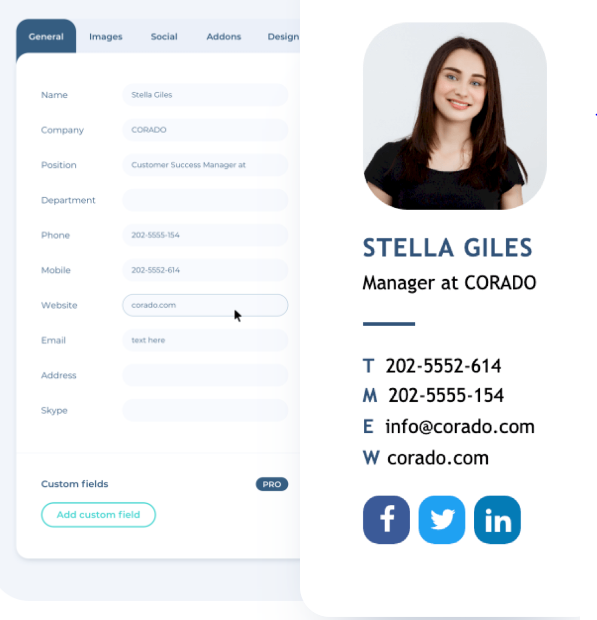 General Images Social Addons Design
Name Stella Giles
Company CORADO
Position Customer Success Manager at
Department
Phone 202-5555-154
Mobile 202-5552-614
Website corado.com
Email text here
Address
Skype
Custom fields PRO
Add custom field
STELLA GILES
Manager at CORADO
T 202-5552-614
M 202-5555-154
E info@corado.com
W corado.com
f in